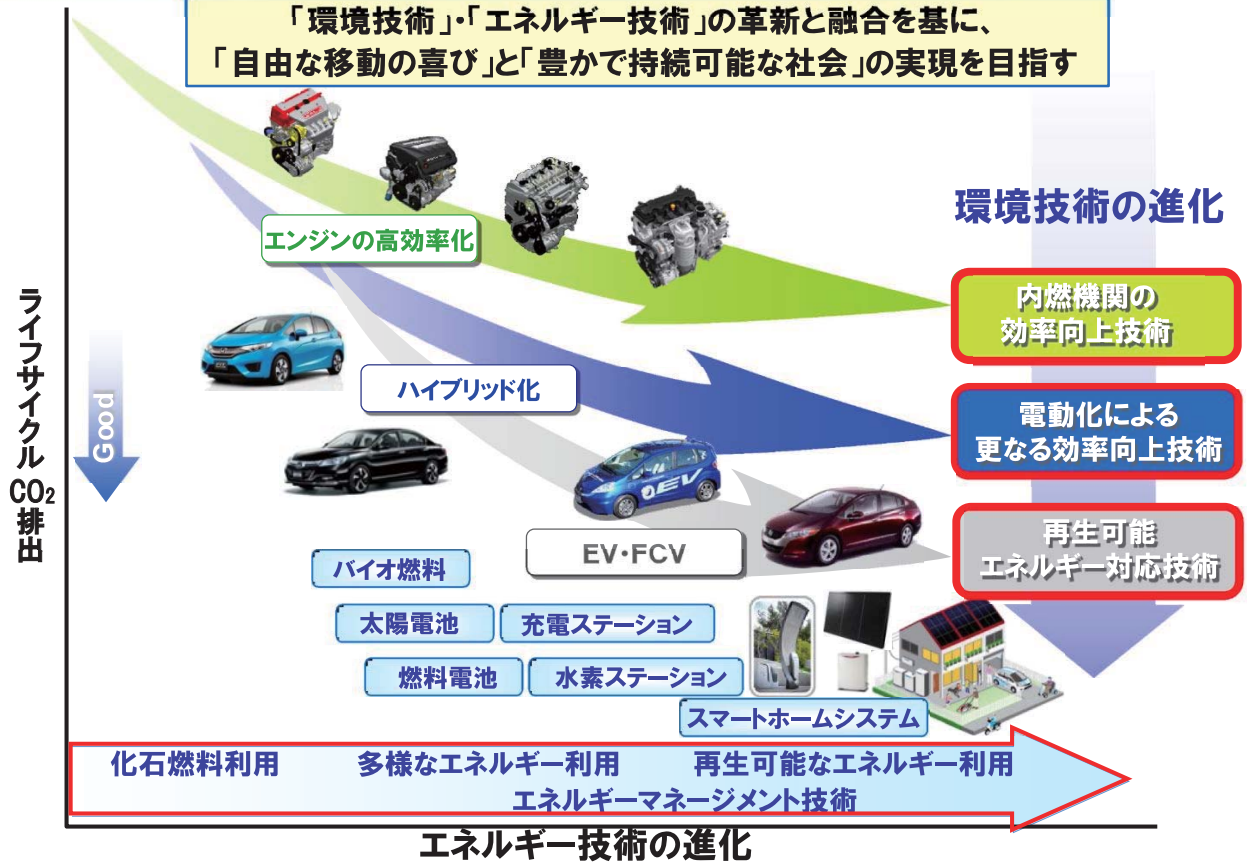 「環境技術」・「エネルギー技術」の革新と融合を基に、
「自由な移動の喜び」と「豊かで持続可能な社会」の実現を目指す
環境技術の進化
エンジンの高効率化
内燃機関の
効率向上技術
ライフサイクルCO₂排出
Good
ハイブリッド化
電動化による
更なる効率向上技術
EV
EV・FCV
再生可能
エネルギー対応技術
バイオ燃料
太陽電池
充電ステーション
燃料電池
水素ステーション
スマートホームシステム
化石燃料利用
多様なエネルギー利用
再生可能なエネルギー利用
エネルギーマネージメント技術
エネルギー技術の進化